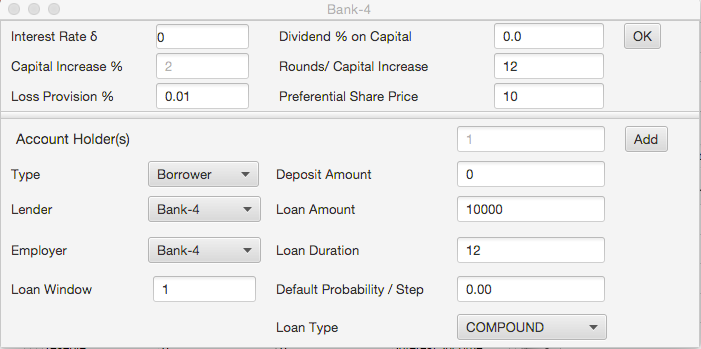 Bank-4
Interest Rate δ 0 Dividend % on Capital 0.0 OK
Capital Increase % 2 Rounds/ Capital Increase 12
Loss Provision % 0.01 Preferential Share Price 10
Account Holder(s) 1 Add
Type Borrower Deposit Amount 0
Lender Bank-4 Loan Amount 10000
Employer Bank-4 Loan Duration 12
Loan Window 1 Default Probability / Step 0.00
Loan Type COMPOUND